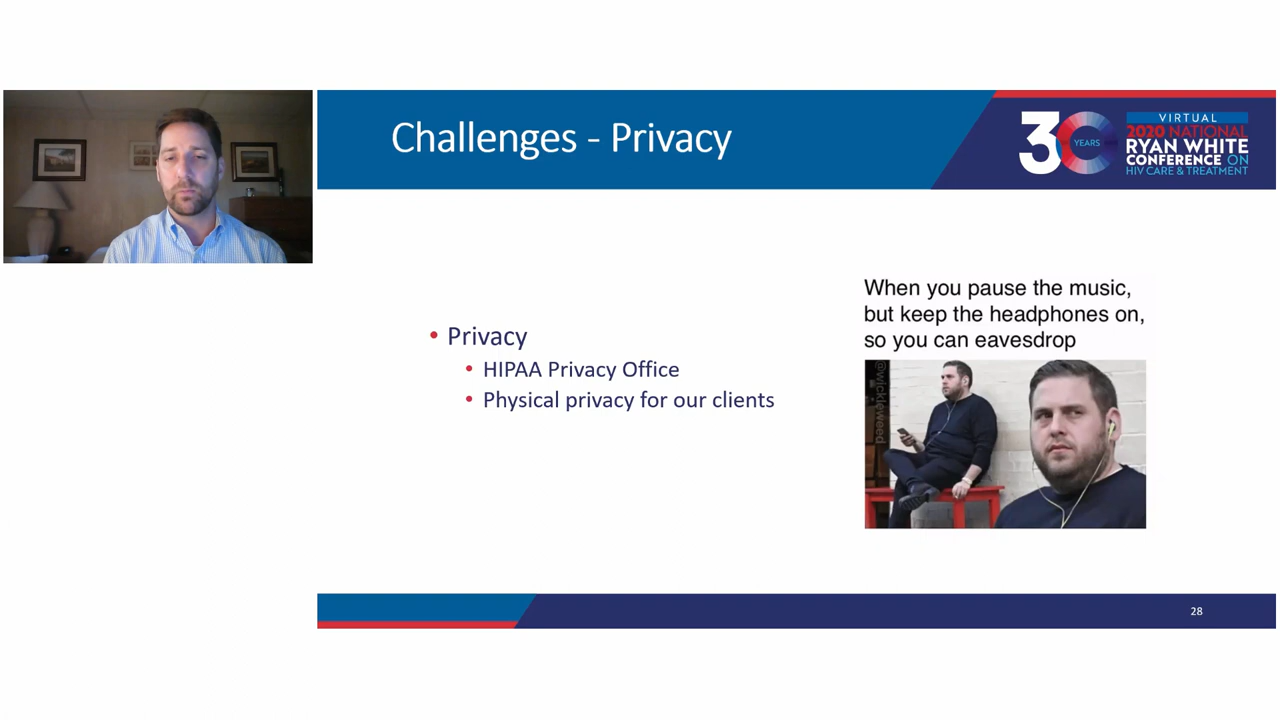 Challenges - Privacy
30
YEARS
VIRTUAL
2020 NATIONAL
RYAN WHITE
CONFERENCE ON
HIV CARE & TREATMENT
When you pause the music,
but keep the headphones on,
so you can eavesdrop
• Privacy
• HIPAA Privacy Office
• Physical privacy for our clients
@wickleweed
28